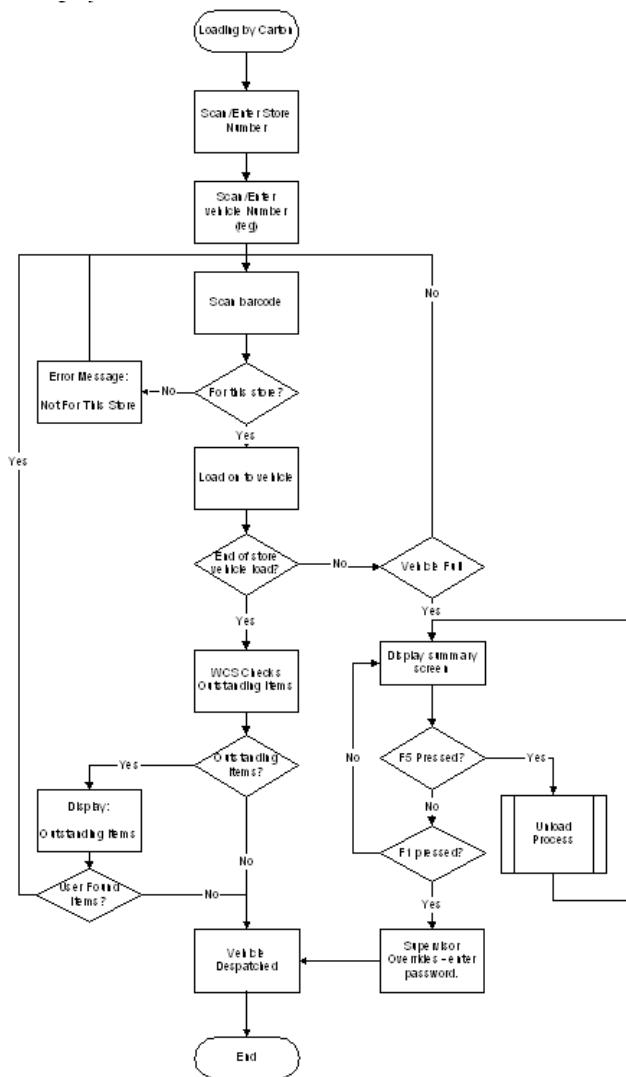 Loading by Carton
Scan/Enter Store
Number
Scan/Enter
vehicle Number
(reg)
No
Scan barcode
Error Message:
Not For This Store
No
For this store?
Yes
Yes
Load on to vehicle
End of store
vehicle load?
No
Vehicle Full
Yes
Yes
WCS Checks
Outstanding Items
Display summary
screen
No
F5 Pressed?
Yes
Yes
Outstanding
Items?
Display:
Outstanding Items
No
Unload
Process
F1 pressed?
No
User Found
Items?
No
Yes
Vehicle
Despatched
Supervisor
Overrides - enter
password.
End